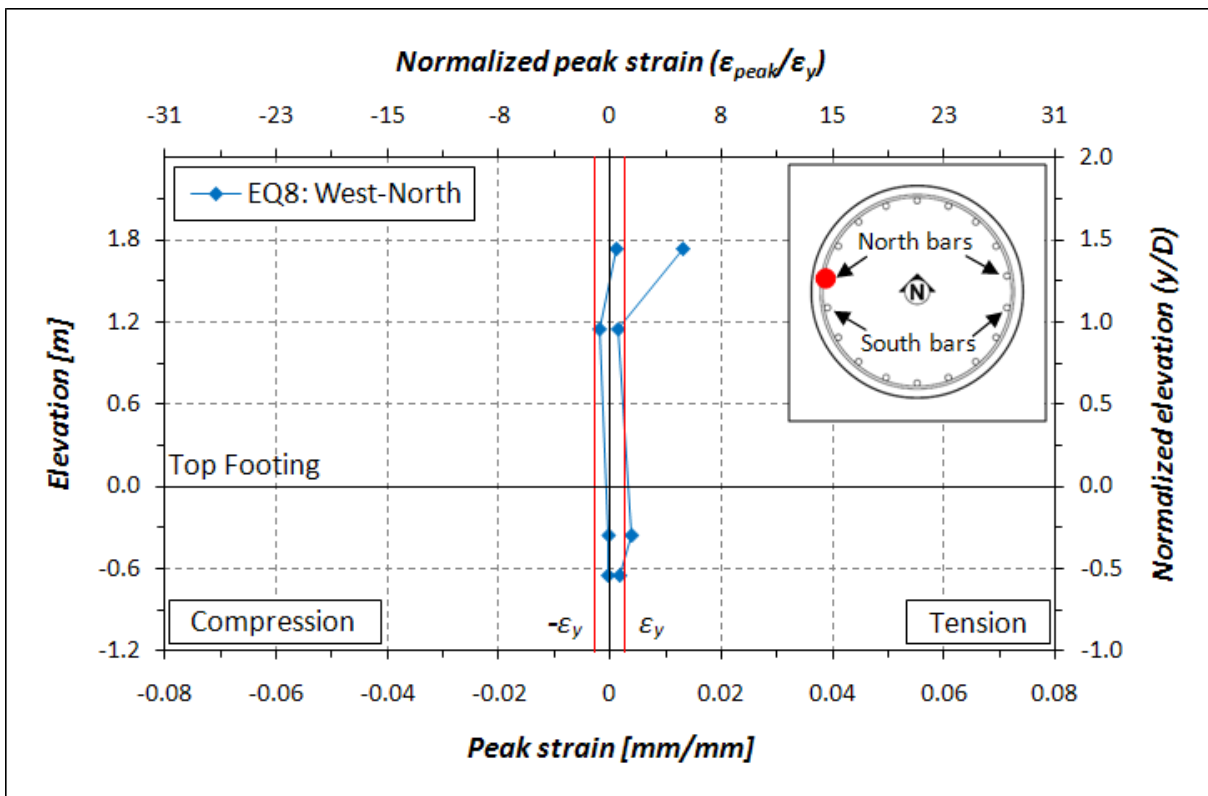 Normalized peak strain (εpeak/εy)
-31 -23 -15 -8 0 8 15 23 31
EQ8: West-North
2.0
1.8 1.5
1.2 1.0
0.6 0.5
0.0 0.0
-0.6 -0.5
-1.2 -1.0
Elevation [m]
Normalized elevation (y/D)
North bars
N
South bars
Top Footing
Compression -εy εy Tension
-0.08 -0.06 -0.04 -0.02 0 0.02 0.04 0.06 0.08
Peak strain [mm/mm]